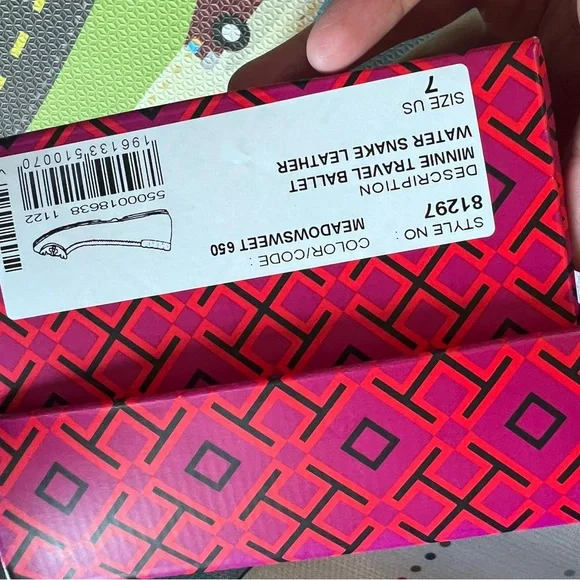 STYLE NO :
81297
COLOR/CODE :
MEADOWSWEET 650
DESCRIPTION
MINNIE TRAVEL BALLET
WATER SNAKE LEATHER
SIZE US
7
5500018638 1122
196133510070